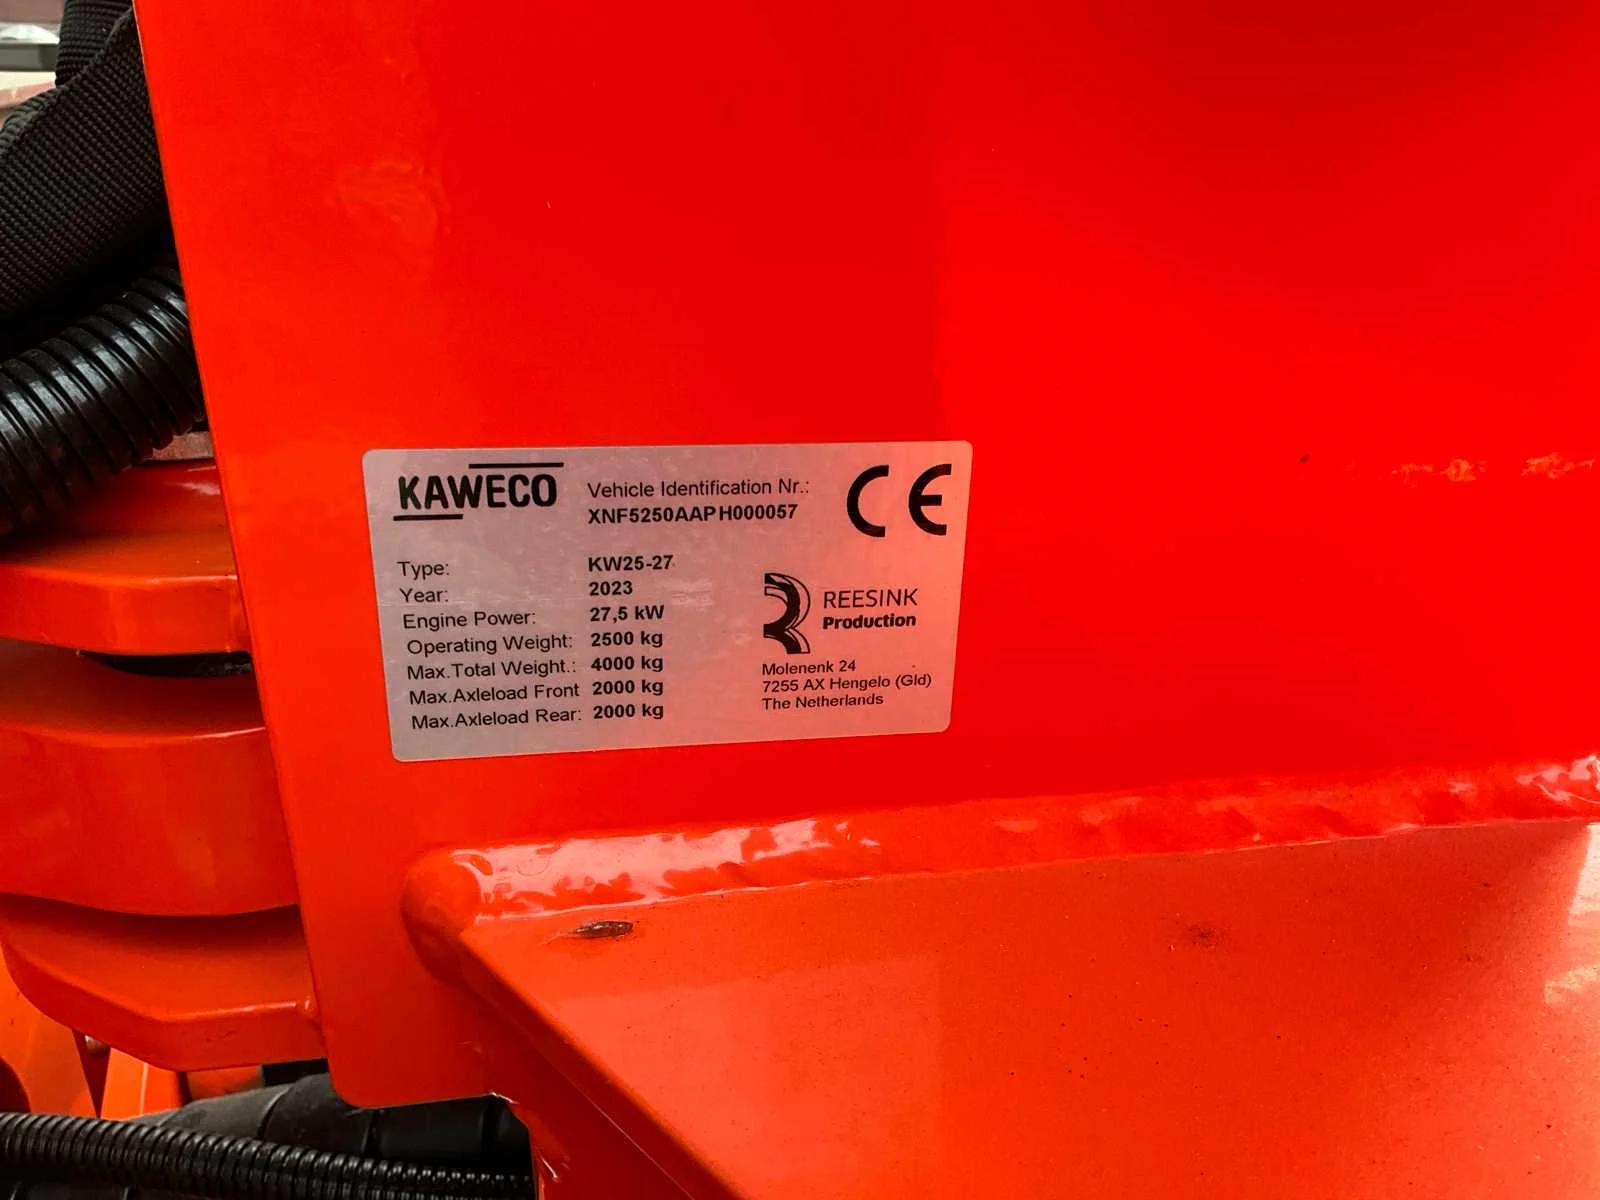 KAWECO
Vehicle Identification Nr.:
XNF5250AAPH000057
CE
Type: KW25-27
Year: 2023
Engine Power: 27,5 kW
Operating Weight: 2500 kg
Max.Total Weight.: 4000 kg
Max.Axleload Front 2000 kg
Max.Axleload Rear: 2000 kg
REESINK
Production
Molenenk 24
7255 AX Hengelo (Gld)
The Netherlands